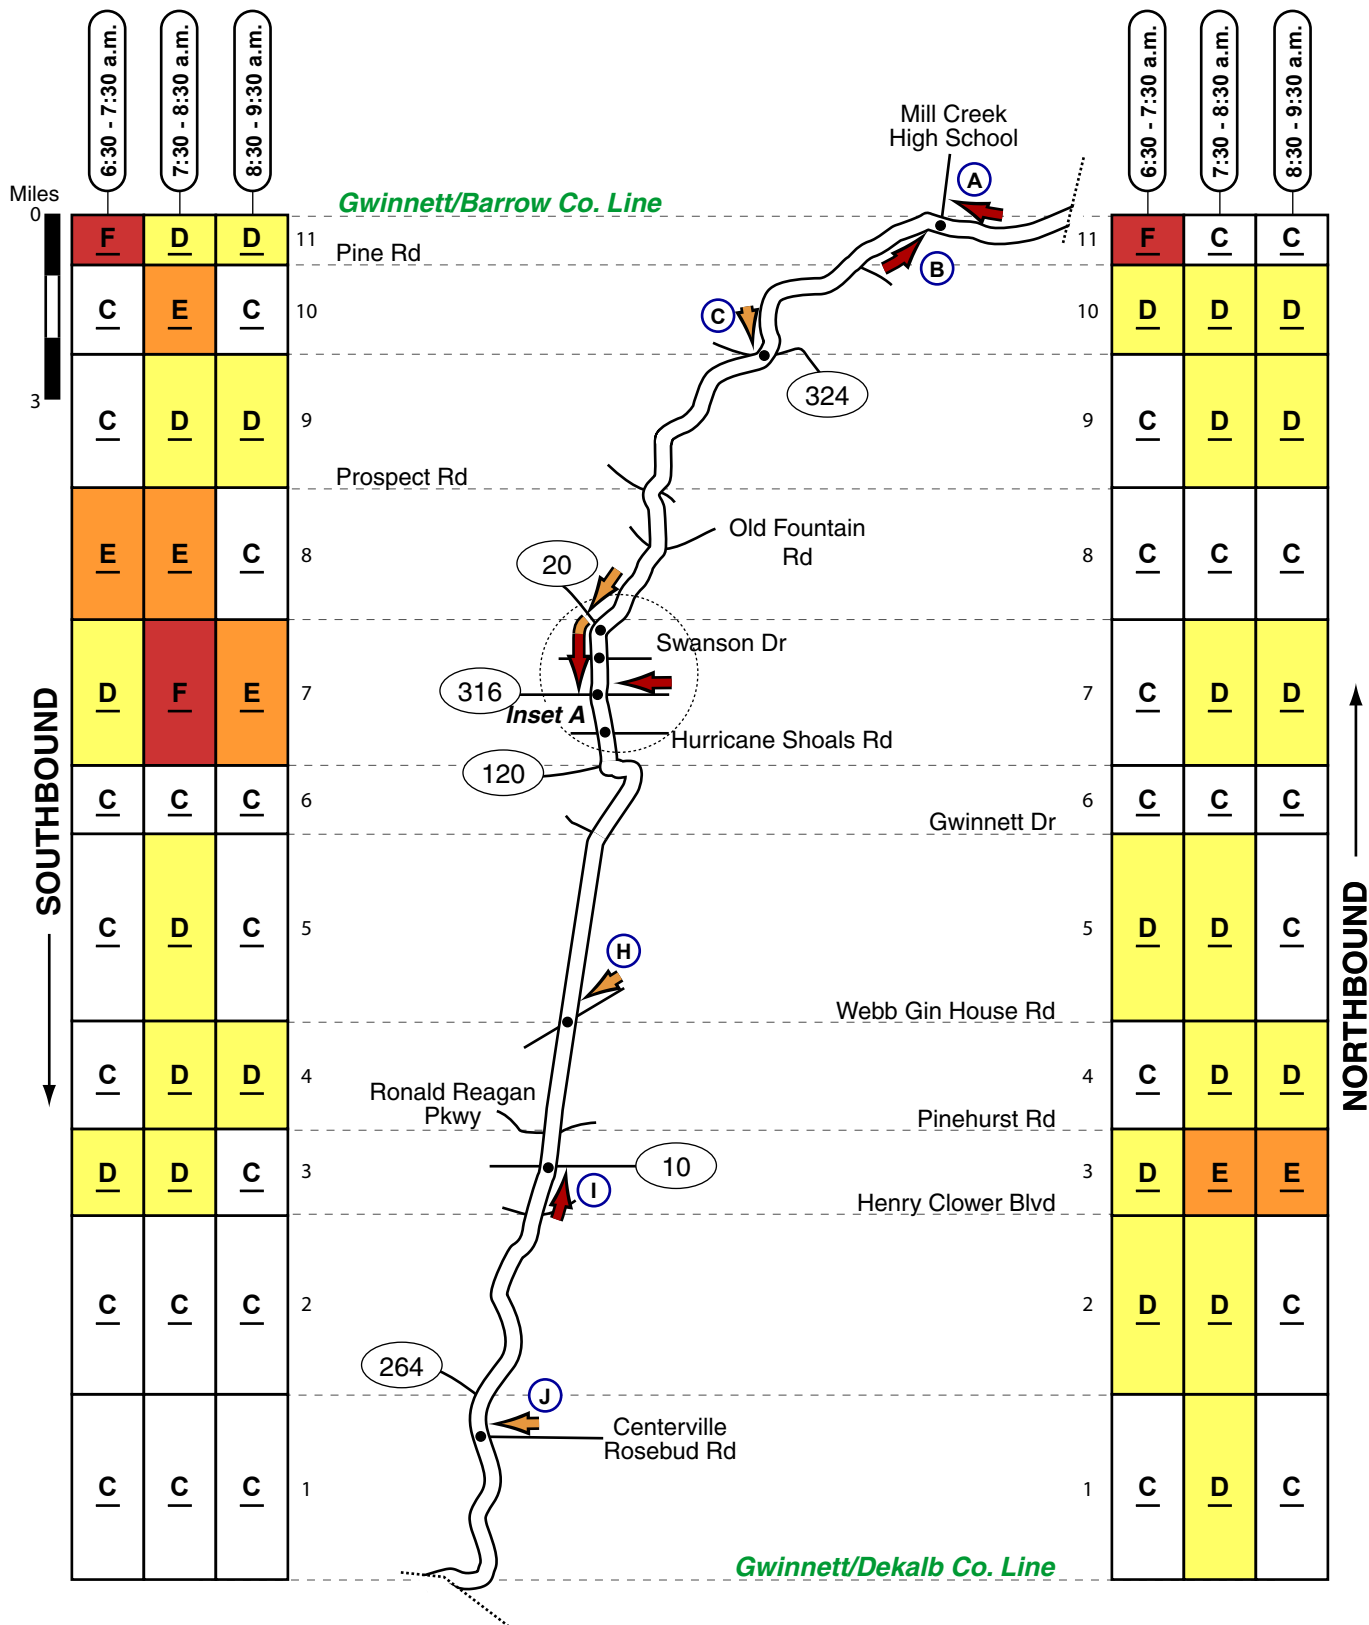 6:30 - 7:30 a.m.
7:30 - 8:30 a.m.
8:30 - 9:30 a.m.
6:30 - 7:30 a.m.
7:30 - 8:30 a.m.
8:30 - 9:30 a.m.
Miles
0
3
Mill Creek
High School
A
Gwinnett/Barrow Co. Line
F D D 11
Pine Rd
B
11 F C C
C E C 10
C
10 D D D
324
C D D 9
9 C D D
Prospect Rd
E E C 8
Old Fountain
Rd
20
8 C C C
Swanson Dr
D F E 7
316
Inset A
7 C D D
Hurricane Shoals Rd
120
C C C 6
6 C C C
Gwinnett Dr
SOUTHBOUND
NORTHBOUND
C D C 5
H
5 D D C
Webb Gin House Rd
C D D 4
4 C D D
Ronald Reagan
Pkwy
Pinehurst Rd
D D C 3
10
I
3 D E E
Henry Clower Blvd
C C C 2
2 D D C
264
J
Centerville
Rosebud Rd
C C C 1
1 C D C
Gwinnett/Dekalb Co. Line